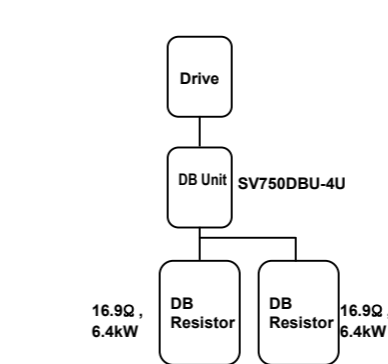 Drive
DB Unit SV750DBU-4U
16.9Ω , DB DB 16.9Ω ,
6.4kW Resistor Resistor 6.4kW